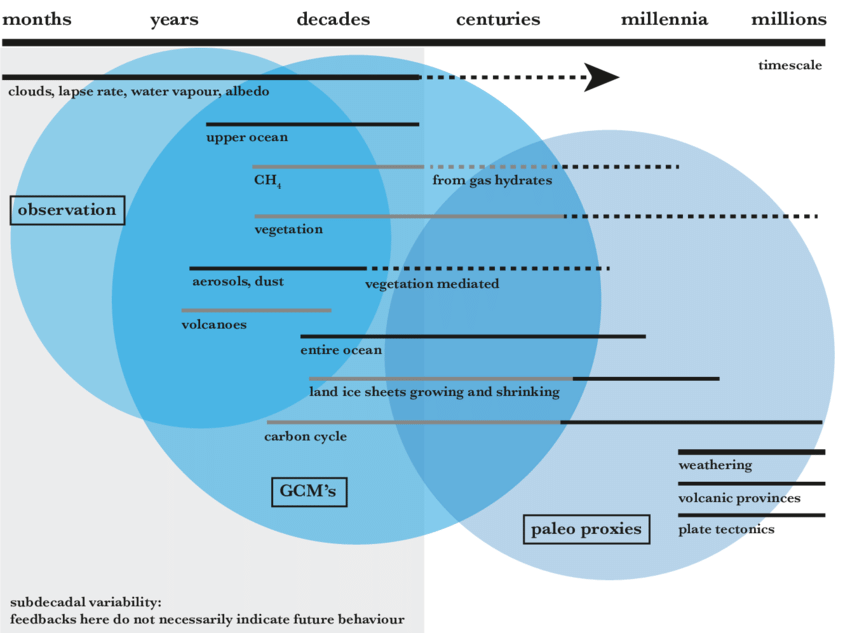 months years decades centuries millennia millions
timescale
clouds, lapse rate, water vapour, albedo
upper ocean
CH₄ from gas hydrates
observation
vegetation
aerosols, dust vegetation mediated
volcanoes
entire ocean
land ice sheets growing and shrinking
carbon cycle
weathering
GCM's
volcanic provinces
paleo proxies
plate tectonics
subdecadal variability:
feedbacks here do not necessarily indicate future behaviour